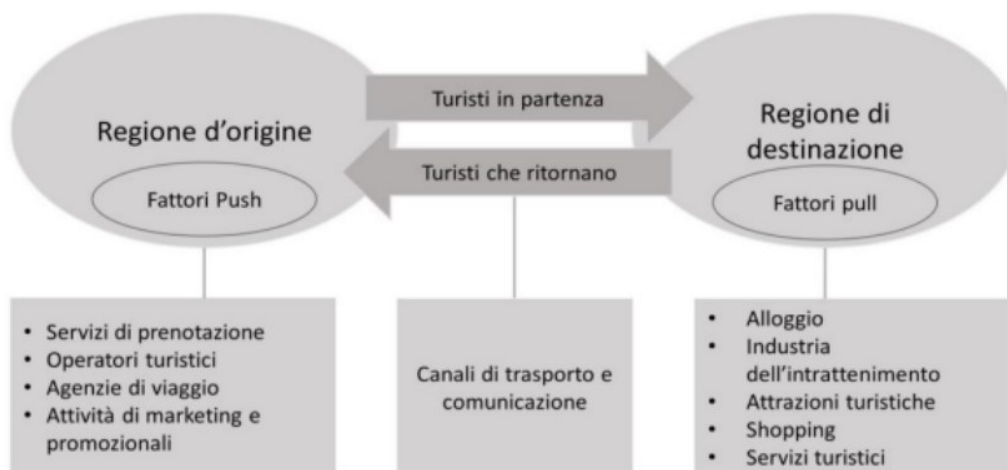 Turisti in partenza
Regione d'origine
Regione di
destinazione
Turisti che ritornano
Fattori Push
Fattori pull
• Servizi di prenotazione
• Operatori turistici
• Agenzie di viaggio
• Attività di marketing e
promozionali
Canali di trasporto e
comunicazione
• Alloggio
• Industria
dell'intrattenimento
• Attrazioni turistiche
• Shopping
• Servizi turistici